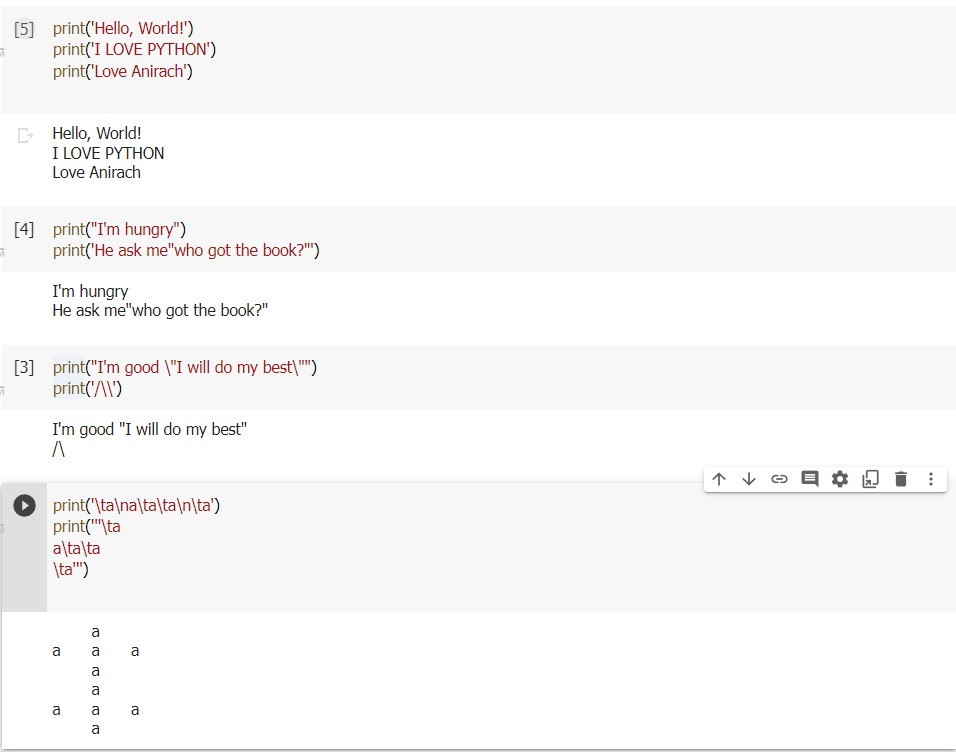 [5] print('Hello, World!')
print('I LOVE PYTHON')
print('Love Anirach')
Hello, World!
I LOVE PYTHON
Love Anirach
[4] print("I'm hungry")
print('He ask me"who got the book?"')
I'm hungry
He ask me"who got the book?"
[3] print("I'm good \"I will do my best\"")
print('/\\')
I'm good "I will do my best"
/\
print('\ta\na\ta\ta\n\ta')
print('''\ta
a\ta\ta
\ta''')
a
a a a
a
a
a a a
a